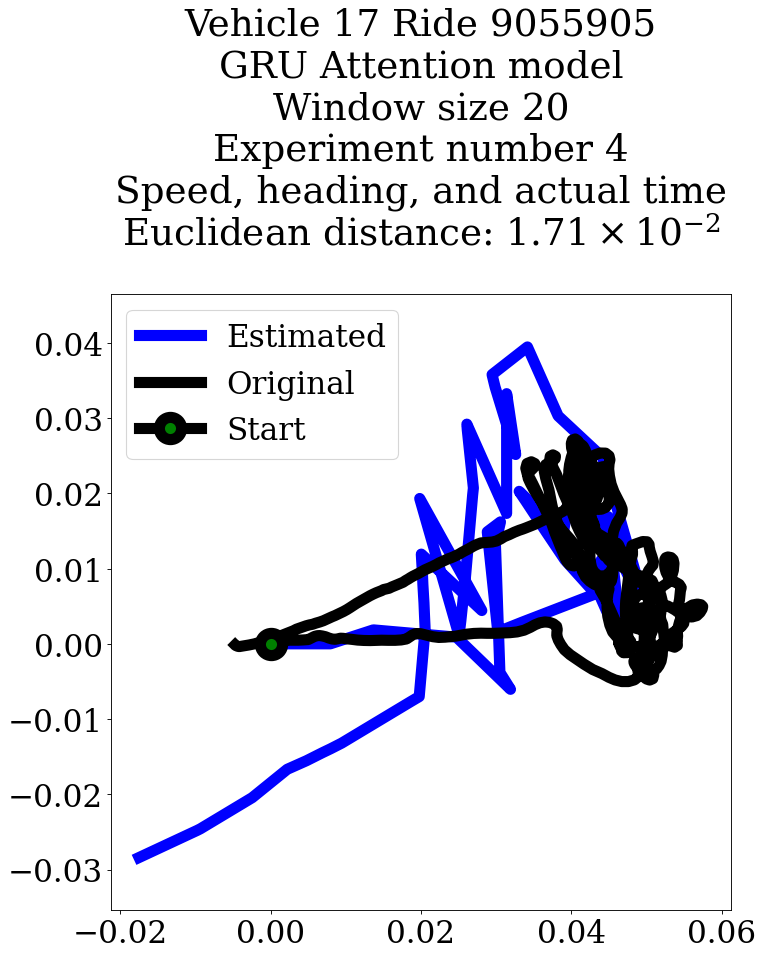 Vehicle 17 Ride 9055905
GRU Attention model
Window size 20
Experiment number 4
Speed, heading, and actual time
Euclidean distance: 1.71 × 10⁻²
Estimated
Original
Start
0.04
0.03
0.02
0.01
0.00
−0.01
−0.02
−0.03
−0.02 0.00 0.02 0.04 0.06